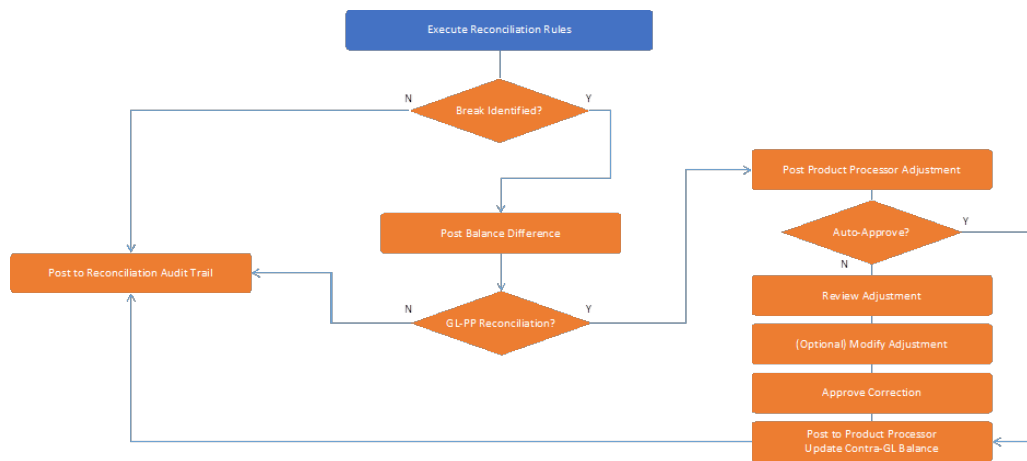 Execute Reconciliation Rules
N
Break Identified?
Y
Post Product Processor Adjustment
Post Balance Difference
Auto-Approve?
Y
N
Post to Reconciliation Audit Trail
Review Adjustment
N
GL-PP Reconciliation?
Y
(Optional) Modify Adjustment
Approve Correction
Post to Product Processor
Update Contra-GL Balance